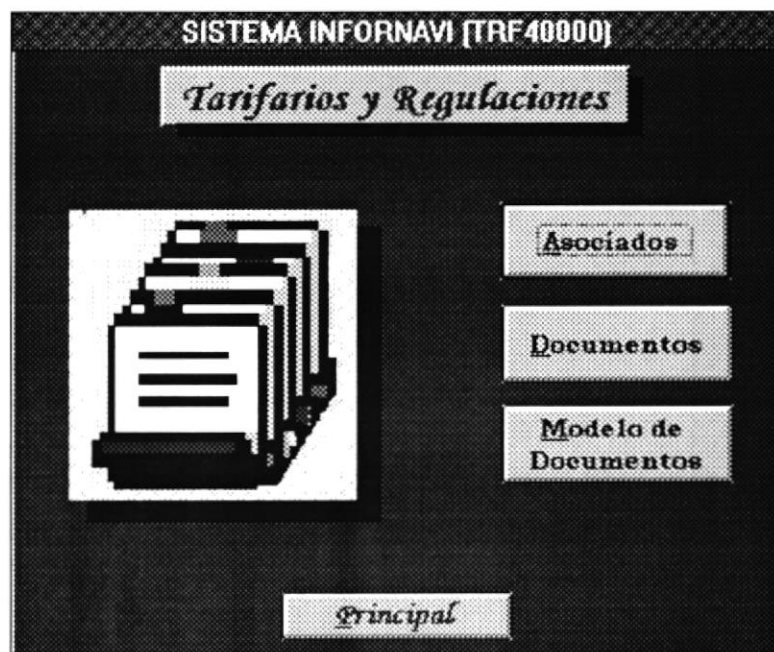 SISTEMA INFORNAVI (TRF40000)
Tarifarios y Regulaciones
Asociados
Documentos
Modelo de
Documentos
Principal